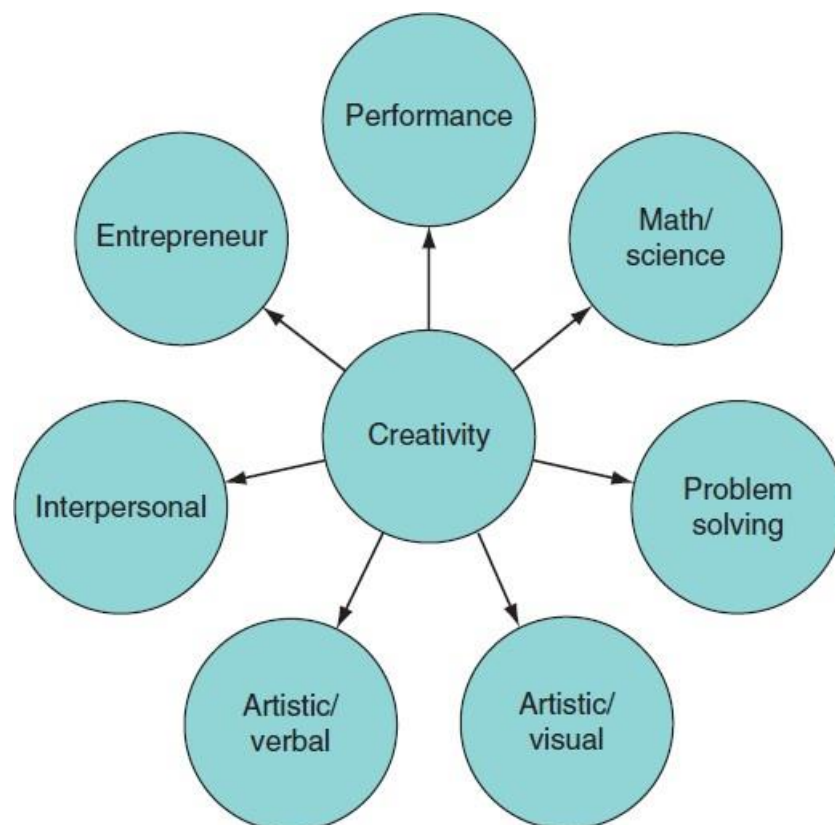 Performance
Entrepreneur
Math/
science
Creativity
Interpersonal
Problem
solving
Artistic/
verbal
Artistic/
visual